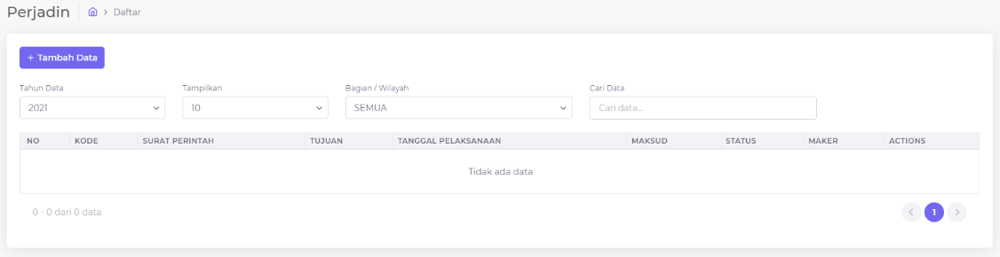 Perjadin > Daftar
+ Tambah Data
Tahun Data Tampilkan Bagian / Wilayah Cari Data
2021 10 SEMUA Cari data...
NO KODE SURAT PERINTAH TUJUAN TANGGAL PELAKSANAAN MAKSUD STATUS MAKER ACTIONS
Tidak ada data
0 - 0 dari 0 data < 1 >